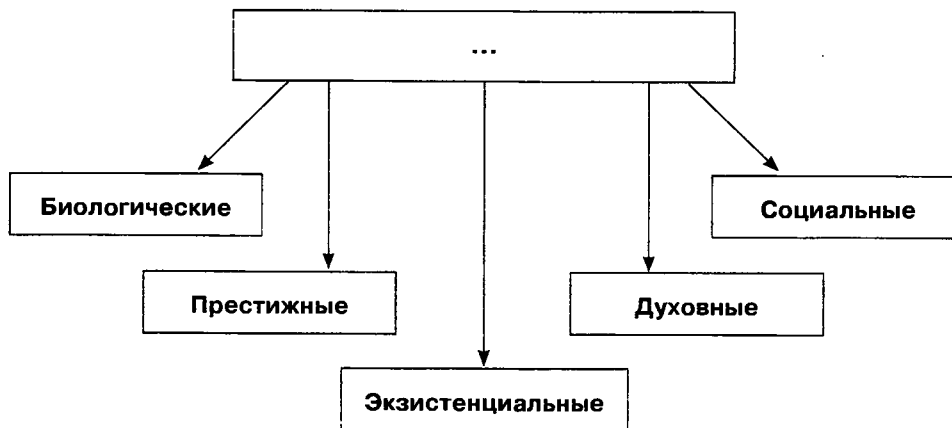 ...
Биологические
Социальные
Престижные
Духовные
Экзистенциальные